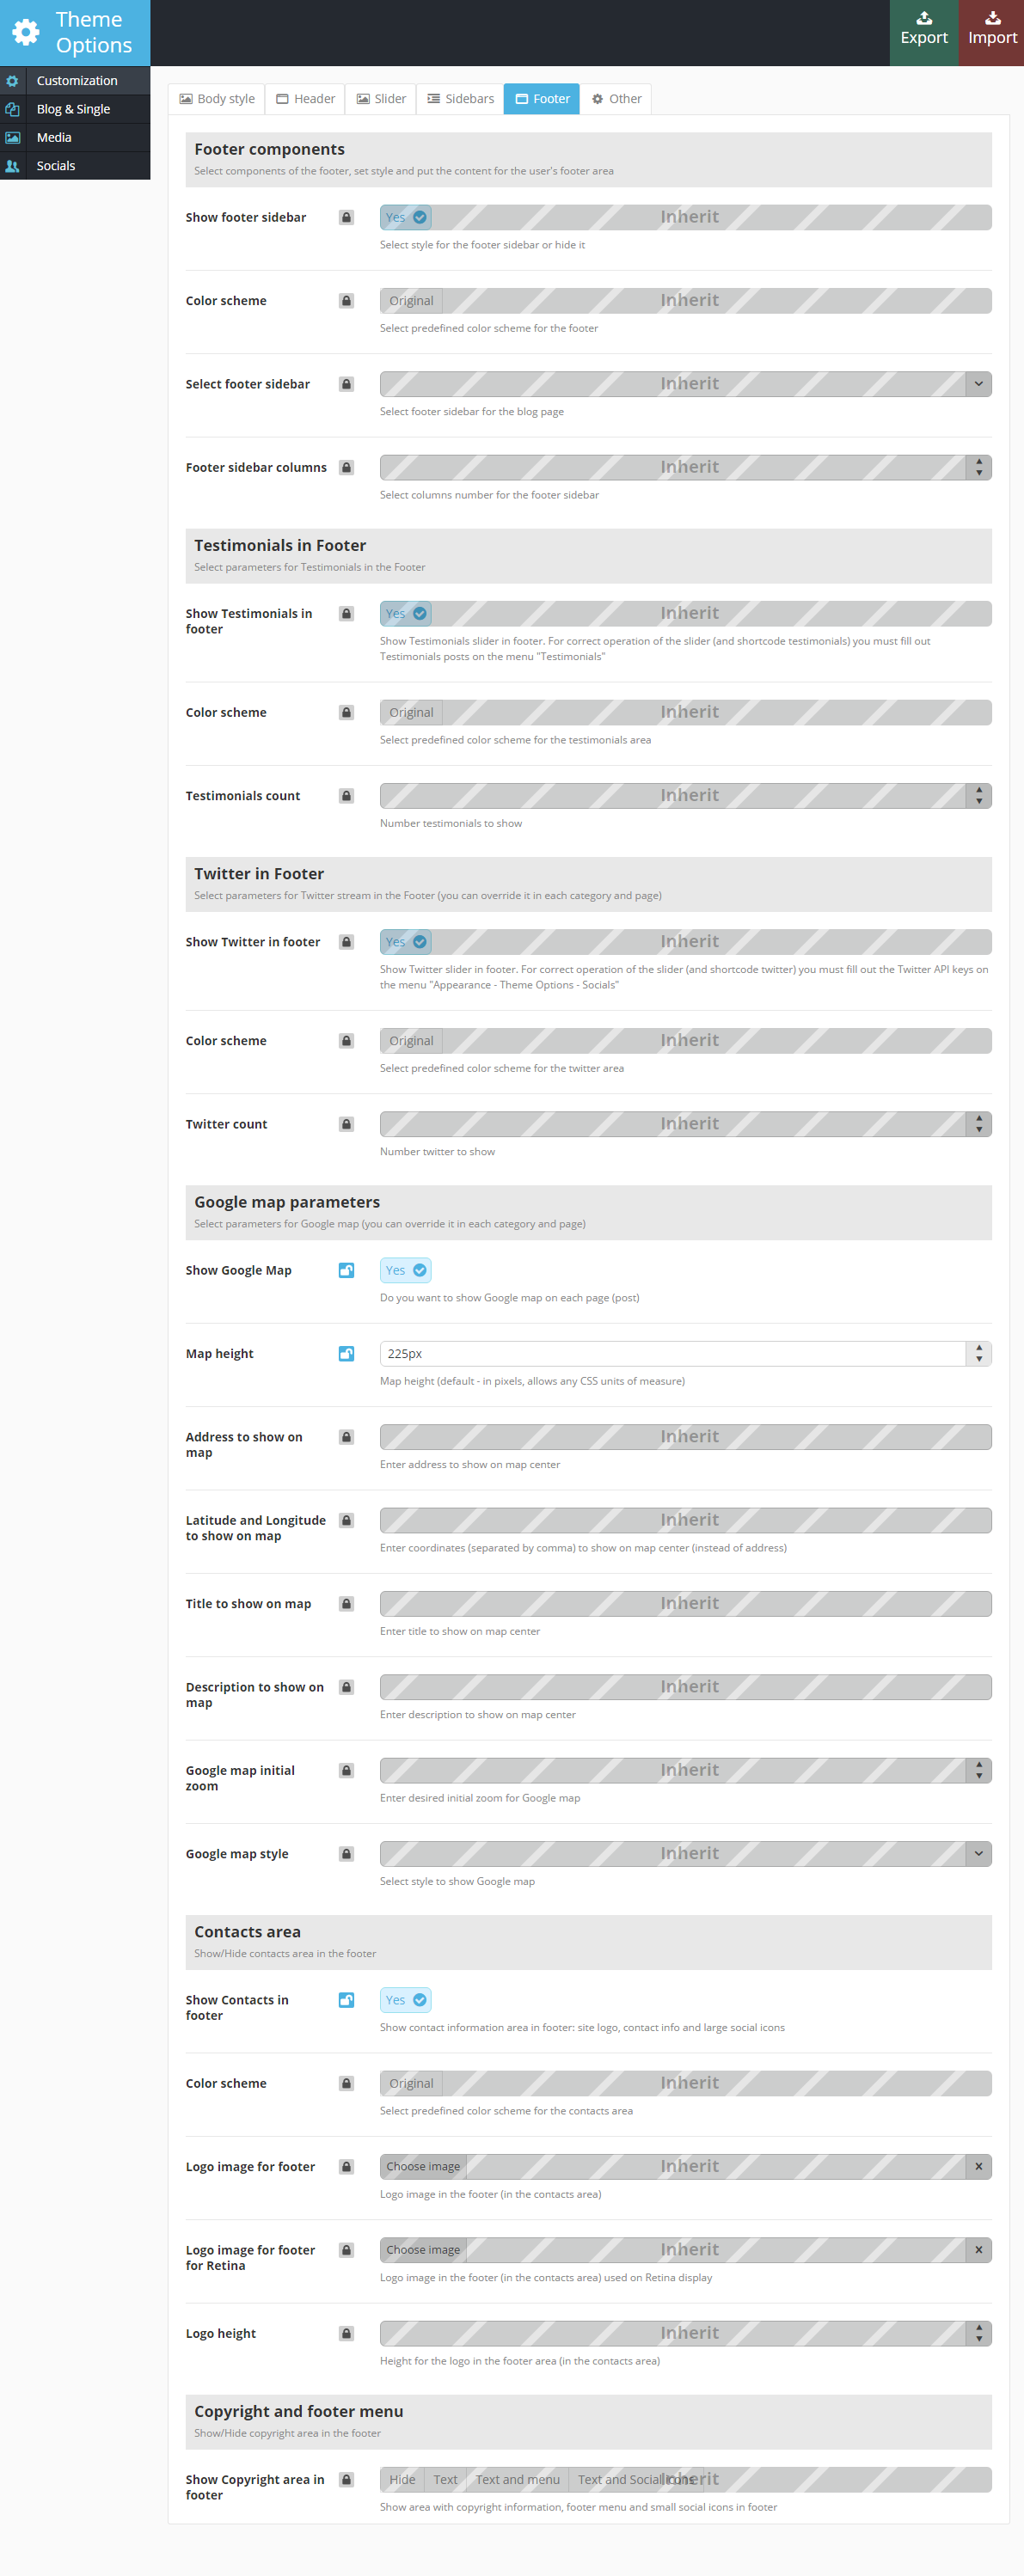 Theme
Options
Export
Import
Customization
Blog & Single
Media
Socials
Body style
Header
Slider
Sidebars
Footer
Other
Footer components
Select components of the footer, set style and put the content for the user's footer area
Show footer sidebar
Yes
Inherit
Select style for the footer sidebar or hide it
Color scheme
Original
Inherit
Select predefined color scheme for the footer
Select footer sidebar
Inherit
Select footer sidebar for the blog page
Footer sidebar columns
Inherit
Select columns number for the footer sidebar
Testimonials in Footer
Select parameters for Testimonials in the Footer
Show Testimonials in
footer
Yes
Inherit
Show Testimonials slider in footer. For correct operation of the slider (and shortcode testimonials) you must fill out
Testimonials posts on the menu "Testimonials"
Color scheme
Original
Inherit
Select predefined color scheme for the testimonials area
Testimonials count
Inherit
Number testimonials to show
Twitter in Footer
Select parameters for Twitter stream in the Footer (you can override it in each category and page)
Show Twitter in footer
Yes
Inherit
Show Twitter slider in footer. For correct operation of the slider (and shortcode twitter) you must fill out the Twitter API keys on
the menu "Appearance - Theme Options - Socials"
Color scheme
Original
Inherit
Select predefined color scheme for the twitter area
Twitter count
Inherit
Number twitter to show
Google map parameters
Select parameters for Google map (you can override it in each category and page)
Show Google Map
Yes
Do you want to show Google map on each page (post)
Map height
225px
Map height (default - in pixels, allows any CSS units of measure)
Address to show on
map
Inherit
Enter address to show on map center
Latitude and Longitude
to show on map
Inherit
Enter coordinates (separated by comma) to show on map center (instead of address)
Title to show on map
Inherit
Enter title to show on map center
Description to show on
map
Inherit
Enter description to show on map center
Google map initial
zoom
Inherit
Enter desired initial zoom for Google map
Google map style
Inherit
Select style to show Google map
Contacts area
Show/Hide contacts area in the footer
Show Contacts in
footer
Yes
Show contact information area in footer: site logo, contact info and large social icons
Color scheme
Original
Inherit
Select predefined color scheme for the contacts area
Logo image for footer
Choose image
Inherit
Logo image in the footer (in the contacts area)
Logo image for footer
for Retina
Choose image
Inherit
Logo image in the footer (in the contacts area) used on Retina display
Logo height
Inherit
Height for the logo in the footer area (in the contacts area)
Copyright and footer menu
Show/Hide copyright area in the footer
Show Copyright area in
footer
Hide
Text
Text and menu
Text and Social icons
Inherit
Show area with copyright information, footer menu and small social icons in footer